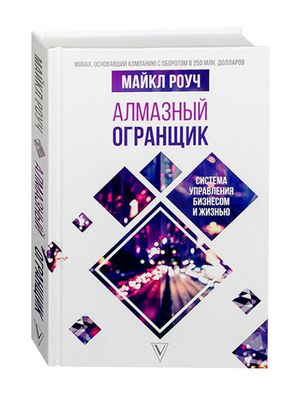 МОНАХ, ОСНОВАВШИЙ КОМПАНИЮ С ОБОРОТОМ В 250 МЛН. ДОЛЛАРОВ
МАЙКЛ РОУЧ
АЛМАЗНЫЙ
ОГРАНЩИК
СИСТЕМА
УПРАВЛЕНИЯ
БИЗНЕСОМ
И ЖИЗНЬЮ
МАЙКЛ РОУЧ
АЛМАЗНЫЙ
ОГРАНЩИК